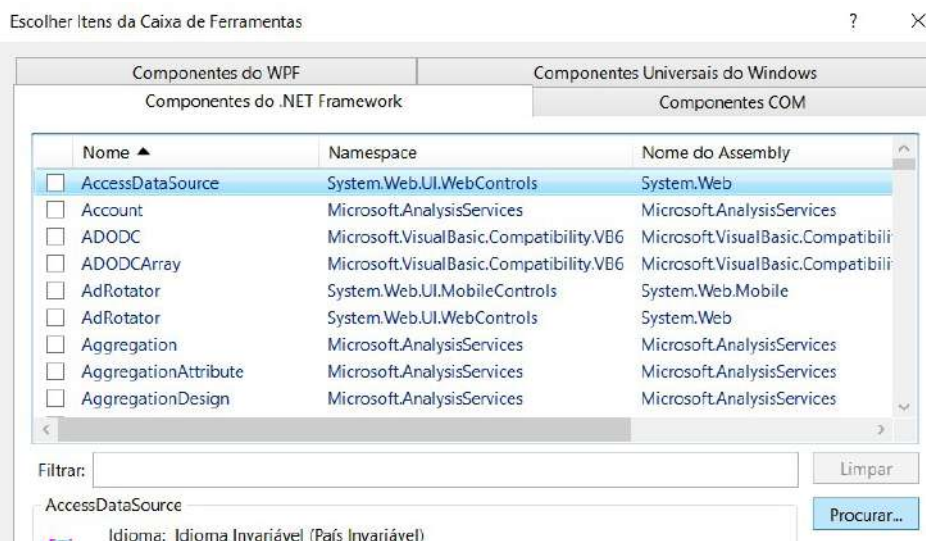 Escolher Itens da Caixa de Ferramentas ? ×
Componentes do WPF Componentes Universais do Windows
Componentes do .NET Framework Componentes COM
Nome Namespace Nome do Assembly
AccessDataSource System.Web.UI.WebControls System.Web
Account Microsoft.AnalysisServices Microsoft.AnalysisServices
ADODC Microsoft.VisualBasic.Compatibility.VB6 Microsoft.VisualBasic.Compatibili
ADODCArray Microsoft.VisualBasic.Compatibility.VB6 Microsoft.VisualBasic.Compatibili
AdRotator System.Web.UI.MobileControls System.Web.Mobile
AdRotator System.Web.UI.WebControls System.Web
Aggregation Microsoft.AnalysisServices Microsoft.AnalysisServices
AggregationAttribute Microsoft.AnalysisServices Microsoft.AnalysisServices
AggregationDesign Microsoft.AnalysisServices Microsoft.AnalysisServices
Filtrar: Limpar
AccessDataSource
Procurar...
Idioma: Idioma Invariável (País Invariável)